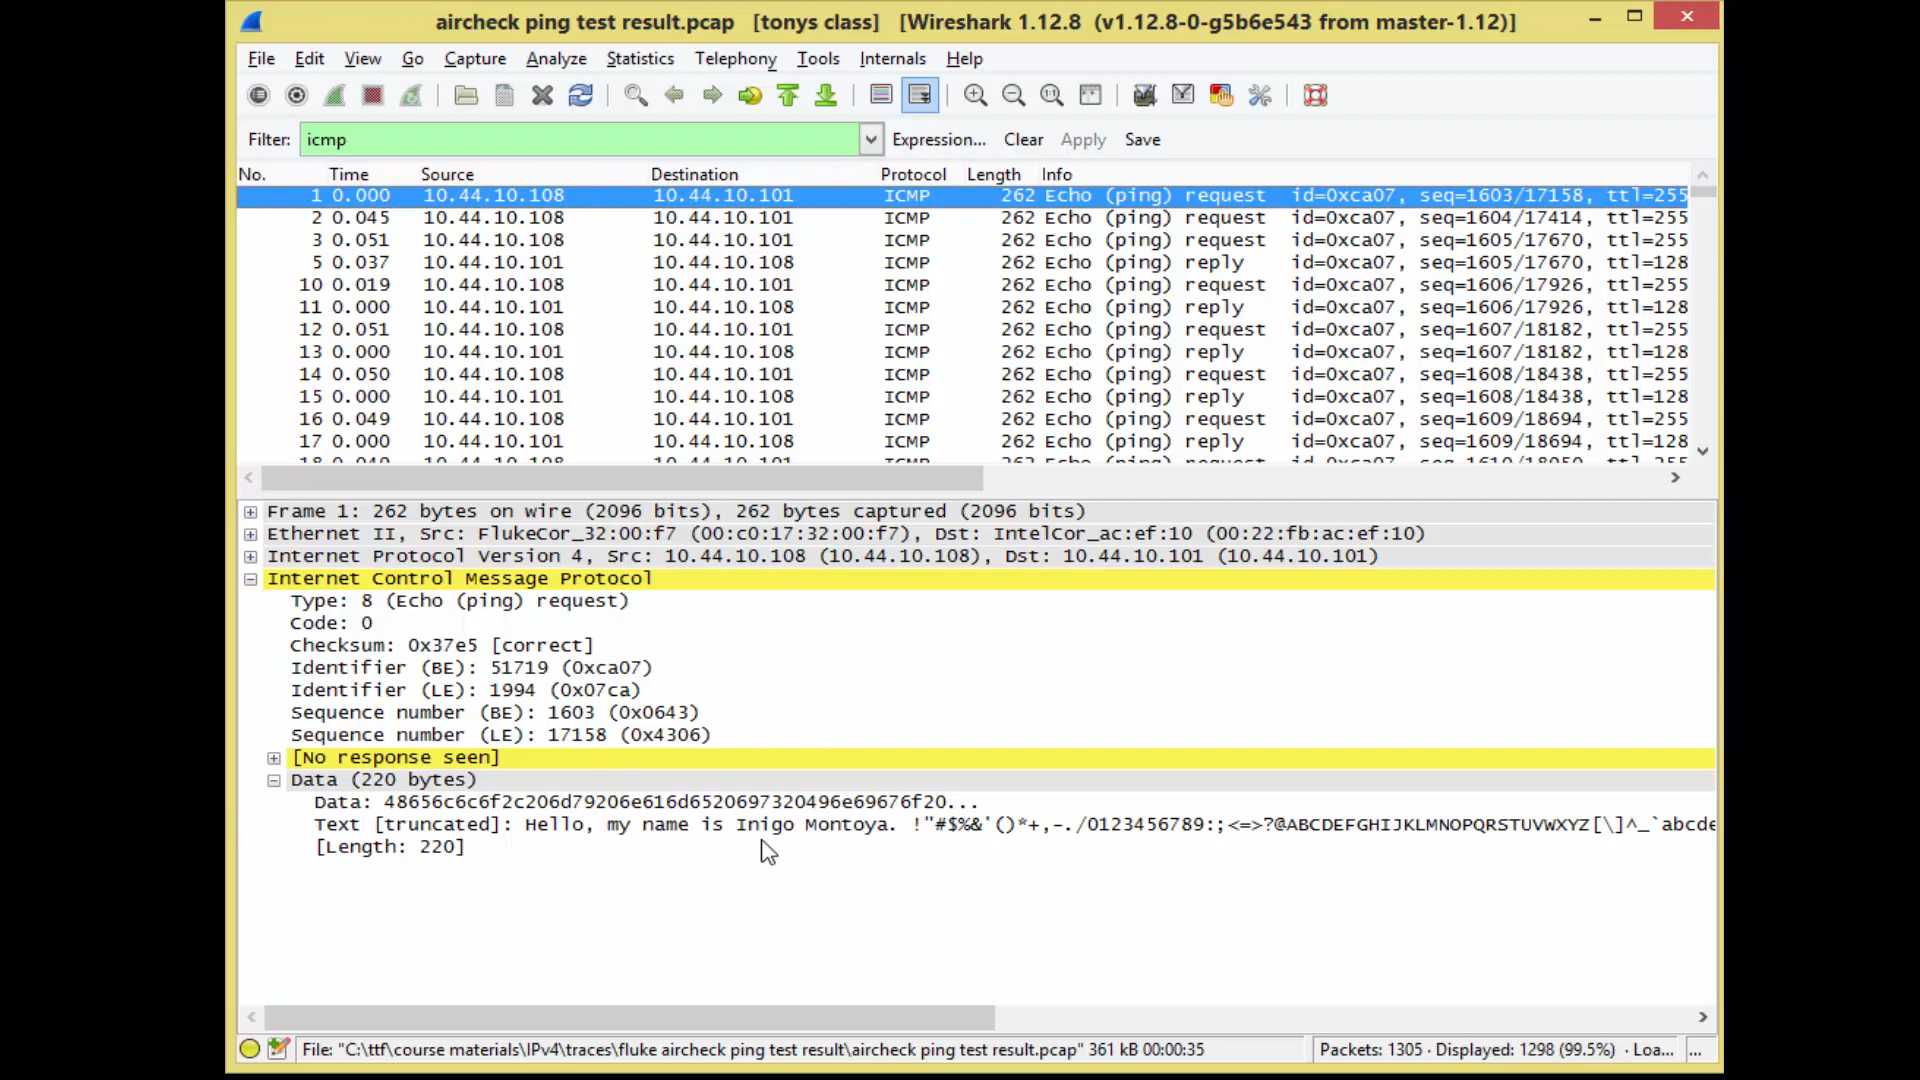 aircheck ping test result.pcap [tonys class] [Wireshark 1.12.8 (v1.12.8-0-g5b6e543 from master-1.12)]
File Edit View Go Capture Analyze Statistics Telephony Tools Internals Help
Filter: icmp Expression... Clear Apply Save
No. Time Source Destination Protocol Length Info
1 0.000 10.44.10.108 10.44.10.101 ICMP 262 Echo (ping) request id=0xca07, seq=1603/17158, ttl=255
2 0.045 10.44.10.108 10.44.10.101 ICMP 262 Echo (ping) request id=0xca07, seq=1604/17414, ttl=255
3 0.051 10.44.10.108 10.44.10.101 ICMP 262 Echo (ping) request id=0xca07, seq=1605/17670, ttl=255
5 0.037 10.44.10.101 10.44.10.108 ICMP 262 Echo (ping) reply id=0xca07, seq=1605/17670, ttl=128
10 0.019 10.44.10.108 10.44.10.101 ICMP 262 Echo (ping) request id=0xca07, seq=1606/17926, ttl=255
11 0.000 10.44.10.101 10.44.10.108 ICMP 262 Echo (ping) reply id=0xca07, seq=1606/17926, ttl=128
12 0.051 10.44.10.108 10.44.10.101 ICMP 262 Echo (ping) request id=0xca07, seq=1607/18182, ttl=255
13 0.000 10.44.10.101 10.44.10.108 ICMP 262 Echo (ping) reply id=0xca07, seq=1607/18182, ttl=128
14 0.050 10.44.10.108 10.44.10.101 ICMP 262 Echo (ping) request id=0xca07, seq=1608/18438, ttl=255
15 0.000 10.44.10.101 10.44.10.108 ICMP 262 Echo (ping) reply id=0xca07, seq=1608/18438, ttl=128
16 0.049 10.44.10.108 10.44.10.101 ICMP 262 Echo (ping) request id=0xca07, seq=1609/18694, ttl=255
17 0.000 10.44.10.101 10.44.10.108 ICMP 262 Echo (ping) reply id=0xca07, seq=1609/18694, ttl=128
Frame 1: 262 bytes on wire (2096 bits), 262 bytes captured (2096 bits)
Ethernet II, Src: FlukeCor_32:00:f7 (00:c0:17:32:00:f7), Dst: IntelCor_ac:ef:10 (00:22:fb:ac:ef:10)
Internet Protocol Version 4, Src: 10.44.10.108 (10.44.10.108), Dst: 10.44.10.101 (10.44.10.101)
Internet Control Message Protocol
Type: 8 (Echo (ping) request)
Code: 0
Checksum: 0x37e5 [correct]
Identifier (BE): 51719 (0xca07)
Identifier (LE): 1994 (0x07ca)
Sequence number (BE): 1603 (0x0643)
Sequence number (LE): 17158 (0x4306)
[No response seen]
Data (220 bytes)
Data: 48656c6c6f2c206d79206e616d6520697320496e69676f20...
Text [truncated]: Hello, my name is Inigo Montoya. !"#$%&'()*+,-./0123456789:;<=>?@ABCDEFGHIJKLMNOPQRSTUVWXYZ[\]^_`abcde
[Length: 220]
File: "C:\ttf\course materials\IPv4\traces\fluke aircheck ping test result\aircheck ping test result.pcap" 361 kB 00:00:35 Packets: 1305 · Displayed: 1298 (99.5%) · Loa... ...